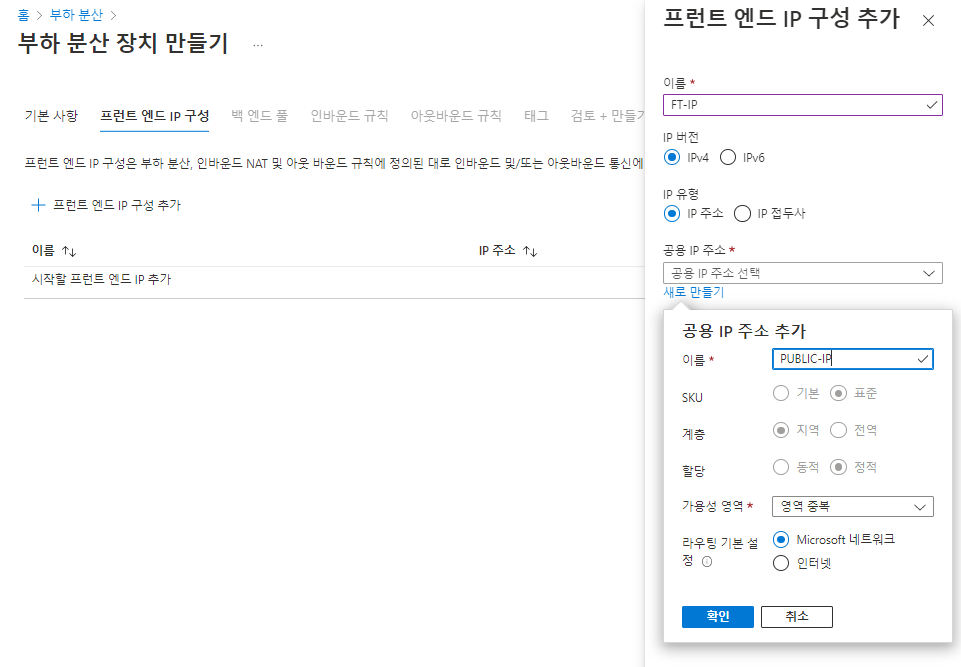 홈 > 부하 분산 >
부하 분산 장치 만들기 ...
기본 사항 프런트 엔드 IP 구성 백 엔드 풀 인바운드 규칙 아웃바운드 규칙 태그 검토 + 만들기
프런트 엔드 IP 구성은 부하 분산, 인바운드 NAT 및 아웃 바운드 규칙에 정의된 대로 인바운드 및/또는 아웃바운드 통신에
+ 프런트 엔드 IP 구성 추가
이름 ↑↓ IP 주소 ↑↓
시작할 프런트 엔드 IP 추가
프런트 엔드 IP 구성 추가
이름 *
FT-IP
IP 버전
IPv4 IPv6
IP 유형
IP 주소 IP 접두사
공용 IP 주소 *
공용 IP 주소 선택
새로 만들기
공용 IP 주소 추가
이름 * PUBLIC-IP
SKU 기본 표준
계층 지역 전역
할당 동적 정적
가용성 영역 * 영역 중복
라우팅 기본 설 Microsoft 네트워크
정 인터넷
확인 취소